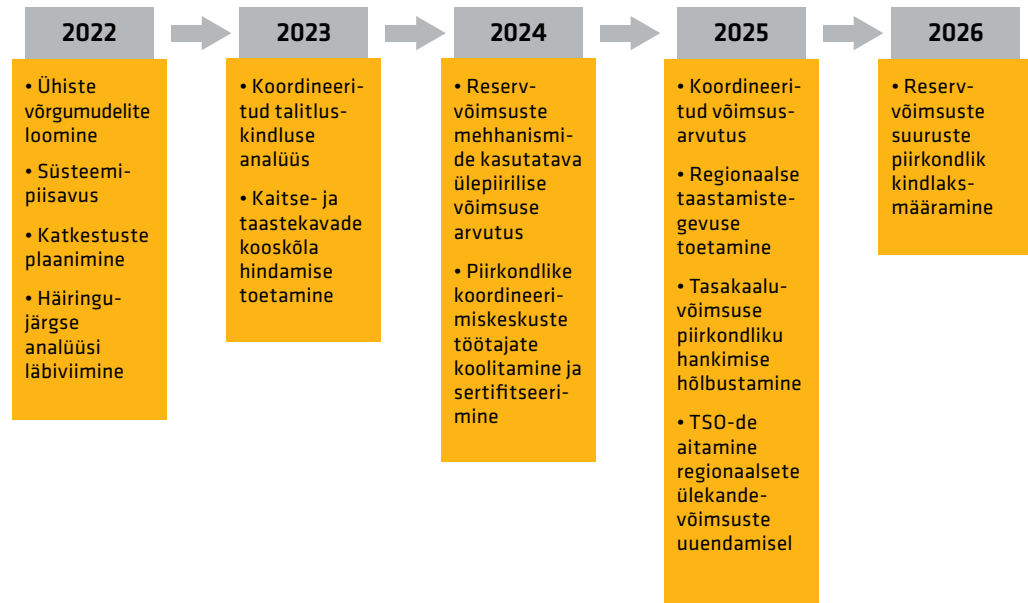 2022
• Ühiste
võrgumudelite
loomine
• Süsteemi-
piisavus
• Katkestuste
plaanimine
• Häiringu-
järgse
analüüsi
läbiviimine
2023
• Koordineeri-
tud talitlus-
kindluse
analüüs
• Kaitse- ja
taastekavade
kooskõla
hindamise
toetamine
2024
• Reserv-
võimsuste
mehhanismi-
de kasutatava
ülepiirilise
võimsuse
arvutus
• Piirkondlike
koordineeri-
miskeskuste
töötajate
koolitamine ja
sertifitseeri-
mine
2025
• Koordineeri-
tud võimsus-
arvutus
• Regionaalse
taastamiste-
gevuse
toetamine
• Tasakaalu-
võimsuse
piirkondliku
hankimise
hõlbustamine
• TSO-de
aitamine
regionaalsete
ülekande-
võimsuste
uuendamisel
2026
• Reserv-
võimsuste
suuruste
piirkondlik
kindlaks-
määramine